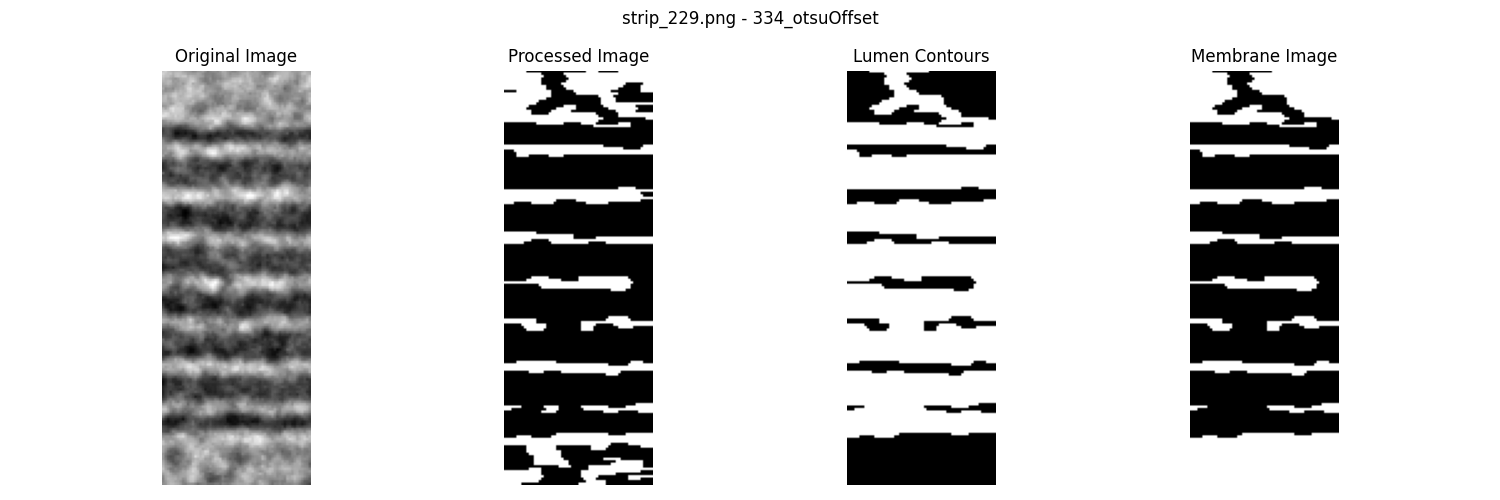 strip_229.png - 334_otsuOffset
Original Image
Processed Image
Lumen Contours
Membrane Image